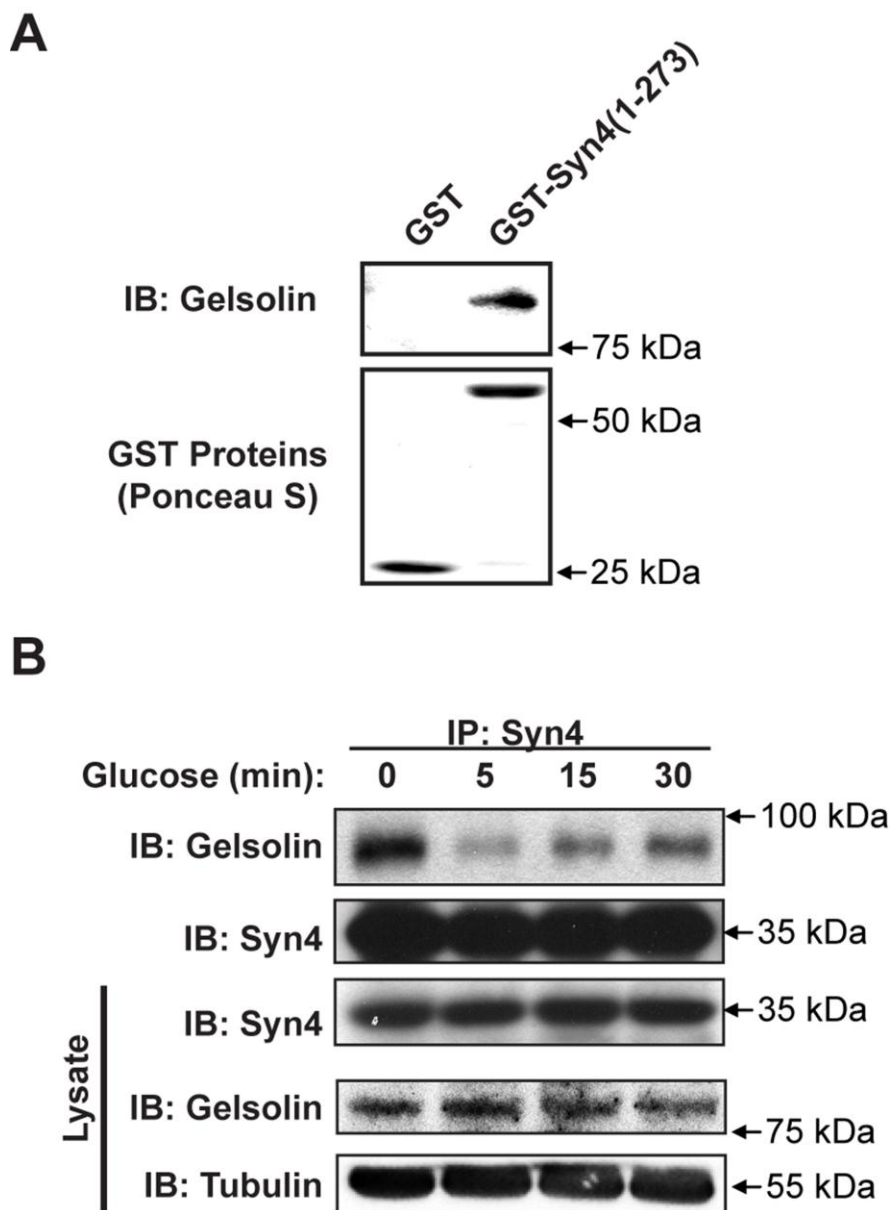 A
GST
GST-Syn4(1-273)
IB: Gelsolin
75 kDa
50 kDa
GST Proteins
(Ponceau S)
25 kDa
B
IP: Syn4
Glucose (min): 0 5 15 30
100 kDa
IB: Gelsolin
IB: Syn4
35 kDa
Lysate
IB: Syn4
35 kDa
IB: Gelsolin
75 kDa
IB: Tubulin
55 kDa